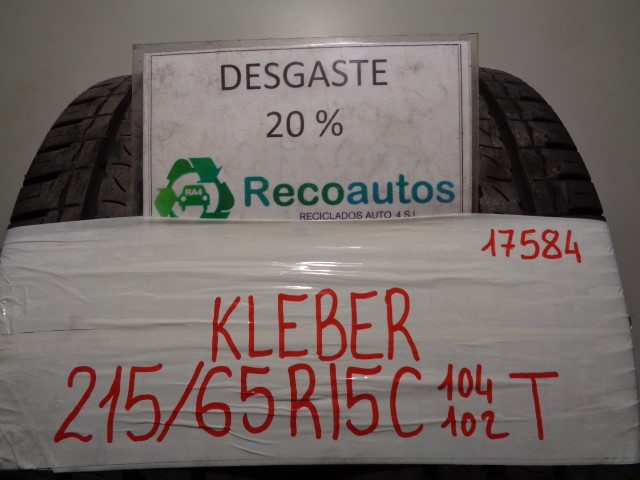 DESGASTE
20 %
RA4
Recoautos
RECICLADOS AUTO 4 S.L
17584
KLEBER
215/65R15C 104 T
102